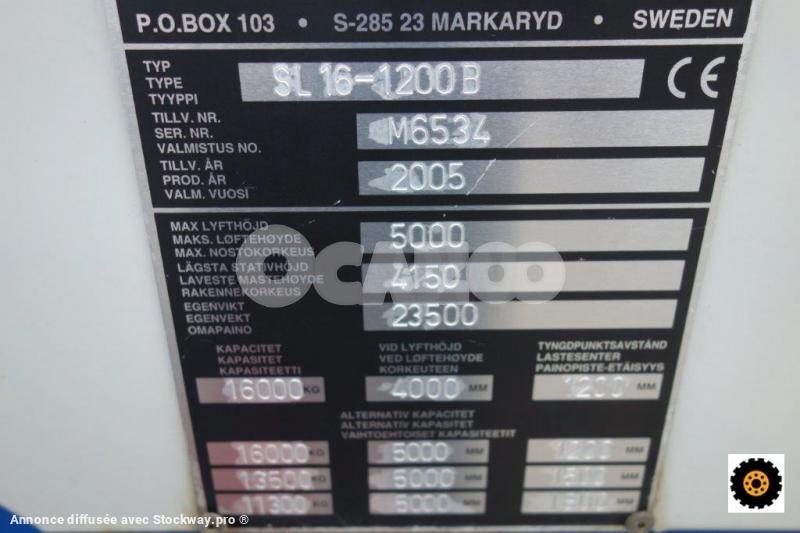 P.O.BOX 103 • S-285 23 MARKARYD • SWEDEN
TYP
TYPE
TYYPPI
SL 16-1200 B
CE
TILLV. NR.
SER. NR.
VALMISTUS NO.
M6534
TILLV. ÅR
PROD. ÅR
VALM. VUOSI
2005
MAX LYFTHÖJD
MAKS. LØFTEHØYDE
MAX. NOSTOKORKEUS
5000
LÄGSTA STATIVHÖJD
LAVESTE MASTEHØYDE
RAKENNEKORKEUS
4150
EGENVIKT
EGENVEKT
OMAPAINO
23500
OCANOO
KAPACITET
KAPASITET
KAPASITEETTI
VID LYFTHÖJD
VED LØFTEHØYDE
KORKEUTEEN
TYNGDPUNKTSAVSTÅND
LASTESENTER
PAINOPISTE-ETÄISYYS
16000 KG 4000 MM 1200 MM
ALTERNATIV KAPACITET
ALTERNATIV KAPASITET
VAIHTOEHTOISET KAPASITEETIT
16000 KG 5000 MM 1200 MM
13500 KG 5000 MM 1500 MM
11300 KG 5000 MM MM
Annonce diffusée avec Stockway.pro ®